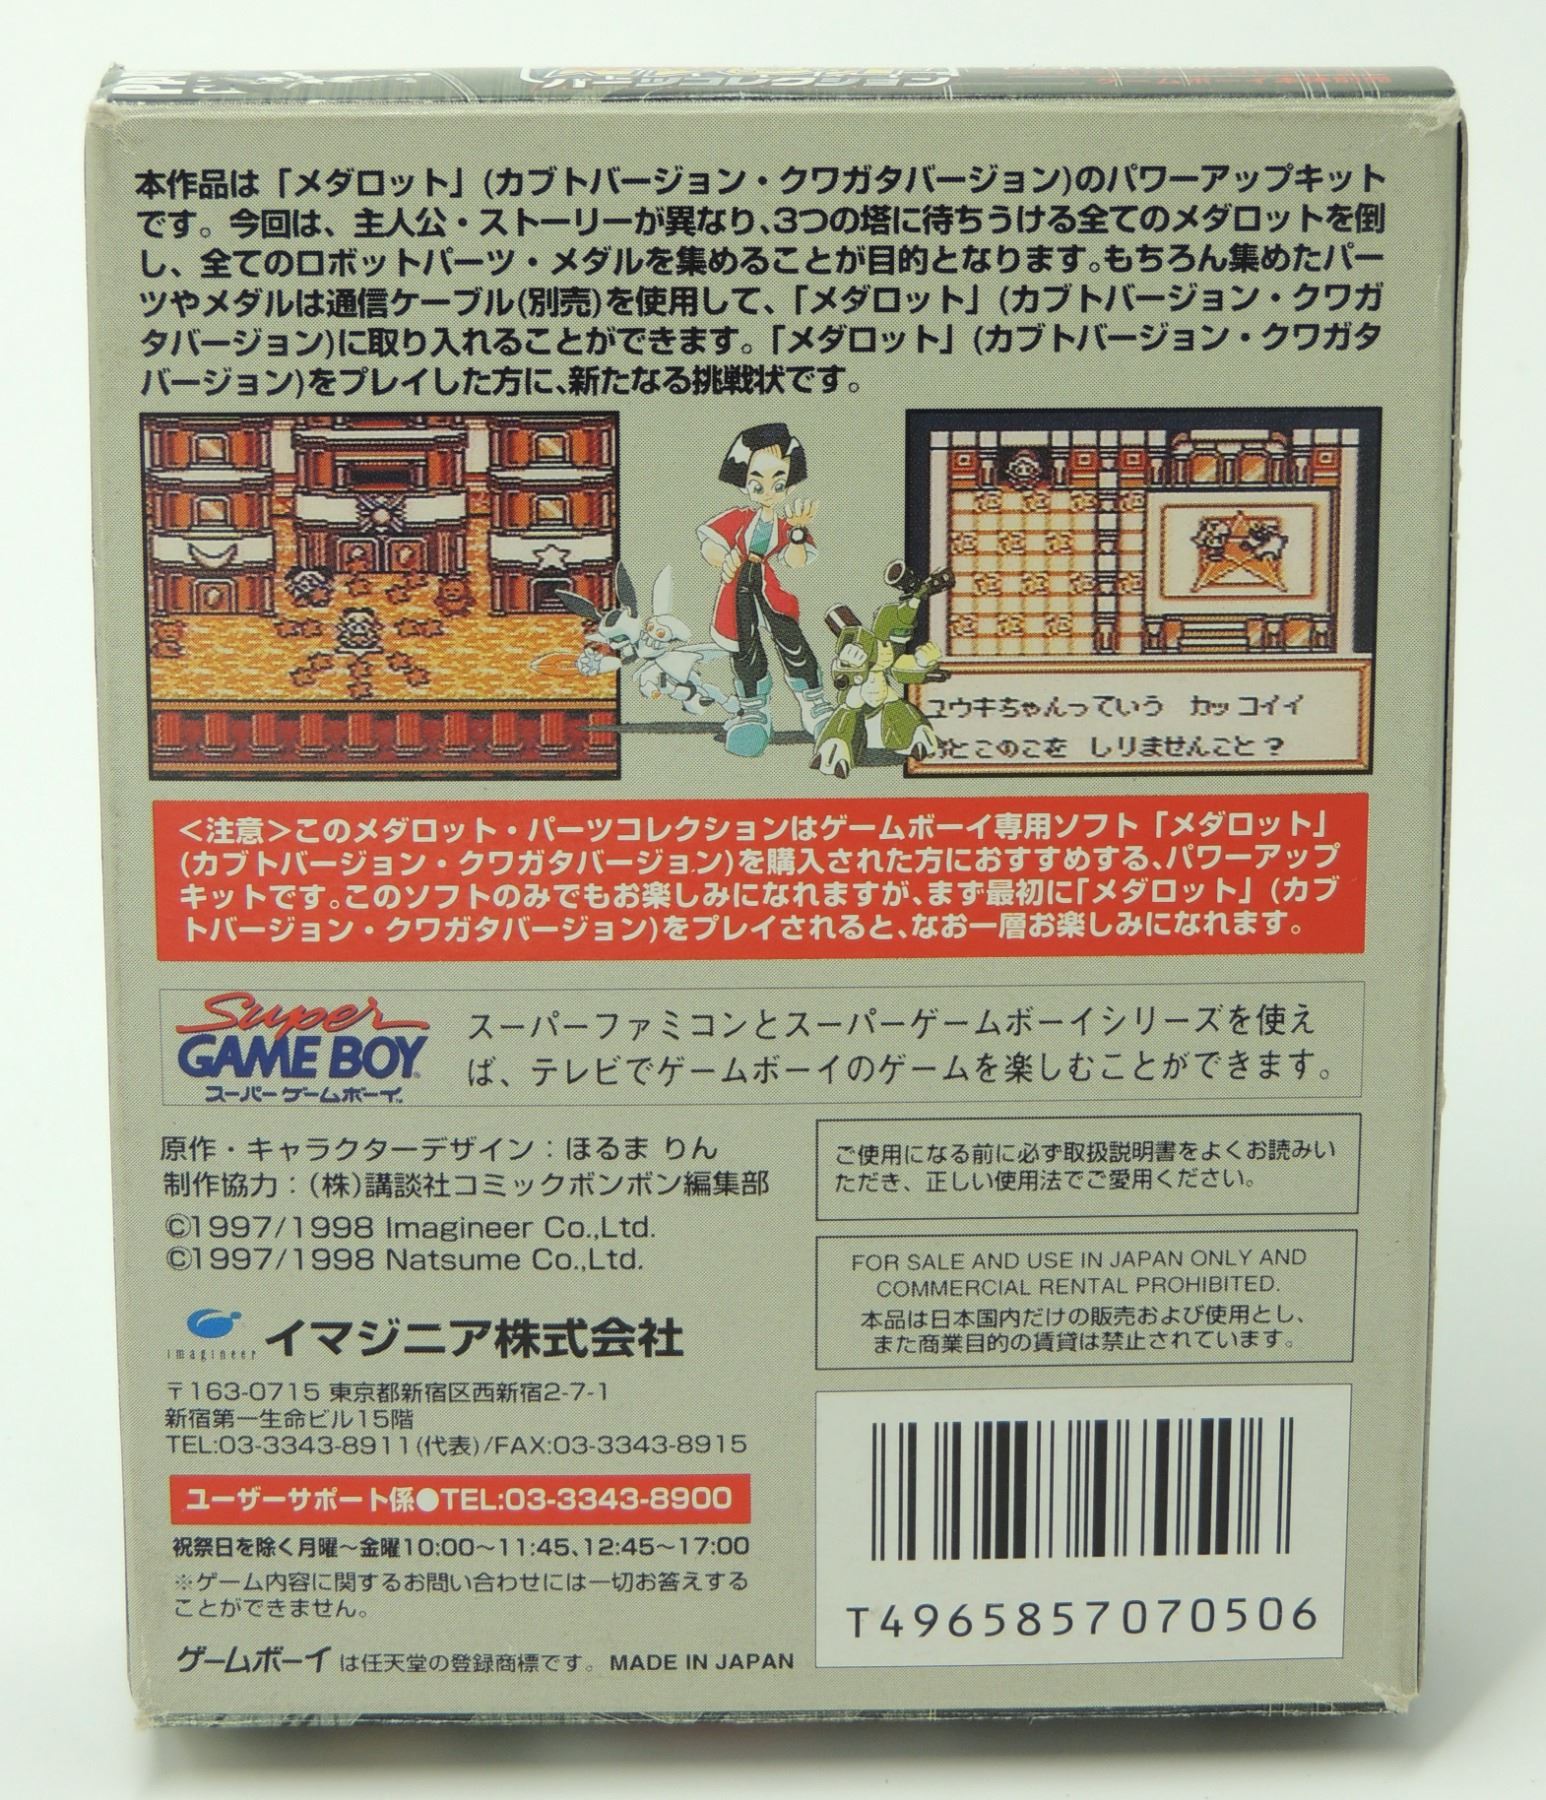 パーツコレクション
本作品は「メダロット」(カブトバージョン・クワガタバージョン)のパワーアップキット
です。今回は、主人公・ストーリーが異なり、3つの塔に待ちうける全てのメダロットを倒
し、全てのロボットパーツ・メダルを集めることが目的となります。もちろん集めたパー
ツやメダルは通信ケーブル(別売)を使用して、「メダロット」(カブトバージョン・クワガ
タバージョン)に取り入れることができます。「メダロット」(カブトバージョン・クワガタ
バージョン)をプレイした方に、新たなる挑戦状です。
ユウキちゃんっていう カッコイイ
とこのこを しりませんこと?
<注意>このメダロット・パーツコレクションはゲームボーイ専用ソフト「メダロット」
(カブトバージョン・クワガタバージョン)を購入された方におすすめする、パワーアップ
キットです。このソフトのみでもお楽しみになれますが、まず最初に「メダロット」(カブ
トバージョン・クワガタバージョン)をプレイされると、なお一層お楽しみになれます。
Super
GAME BOY
スーパーゲームボーイ
スーパーファミコンとスーパーゲームボーイシリーズを使え
ば、テレビでゲームボーイのゲームを楽しむことができます。
原作・キャラクターデザイン:ほるま りん
制作協力:(株)講談社コミックボンボン編集部
©1997/1998 Imagineer Co.,Ltd.
©1997/1998 Natsume Co.,Ltd.
imagineer イマジニア株式会社
〒163-0715 東京都新宿区西新宿2-7-1
新宿第一生命ビル15階
TEL:03-3343-8911(代表)/FAX:03-3343-8915
ユーザーサポート係●TEL:03-3343-8900
祝祭日を除く月曜〜金曜10:00〜11:45、12:45〜17:00
※ゲーム内容に関するお問い合わせには一切お答えする
ことができません。
ゲームボーイ は任天堂の登録商標です。 MADE IN JAPAN
ご使用になる前に必ず取扱説明書をよくお読みい
ただき、正しい使用法でご愛用ください。
FOR SALE AND USE IN JAPAN ONLY AND
COMMERCIAL RENTAL PROHIBITED.
本品は日本国内だけの販売および使用とし、
また商業目的の賃貸は禁止されています。
T4965857070506